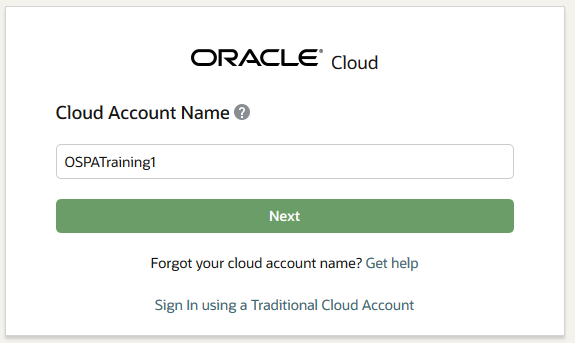 ORACLE Cloud
Cloud Account Name ?
OSPATraining1
Next
Forgot your cloud account name? Get help
Sign In using a Traditional Cloud Account